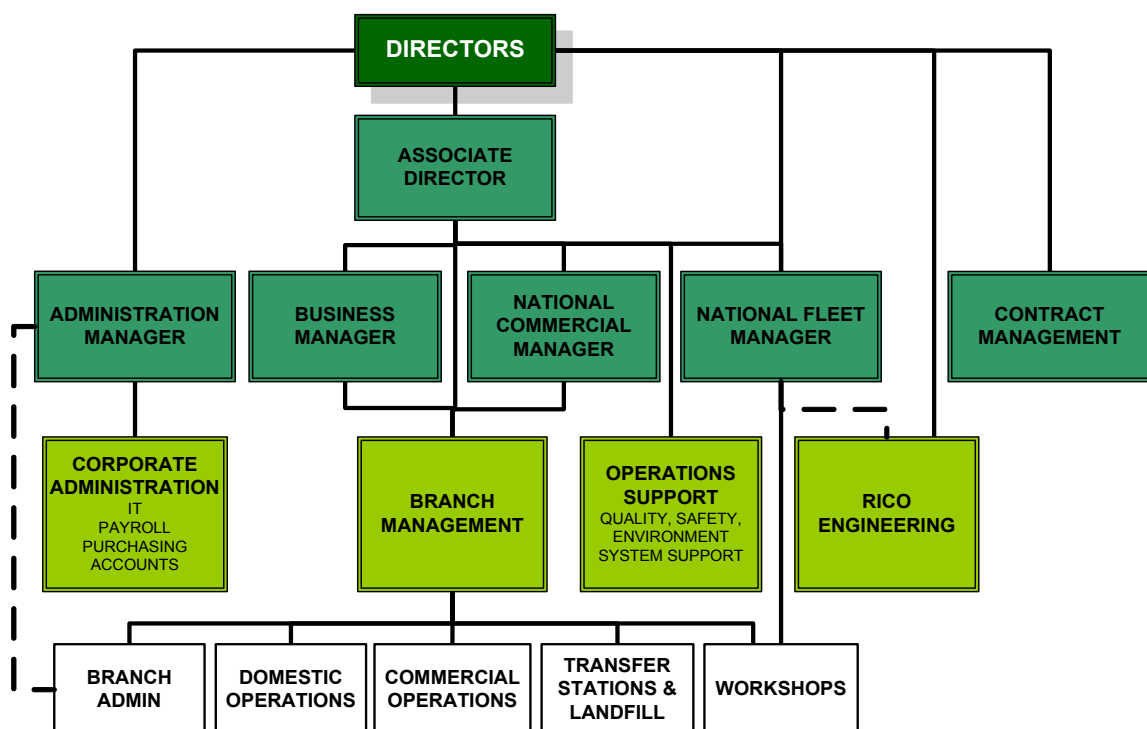 DIRECTORS
ASSOCIATE
DIRECTOR
ADMINISTRATION
MANAGER
BUSINESS
MANAGER
NATIONAL
COMMERCIAL
MANAGER
NATIONAL FLEET
MANAGER
CONTRACT
MANAGEMENT
CORPORATE
ADMINISTRATION
IT
PAYROLL
PURCHASING
ACCOUNTS
BRANCH
MANAGEMENT
OPERATIONS
SUPPORT
QUALITY, SAFETY,
ENVIRONMENT
SYSTEM SUPPORT
RICO
ENGINEERING
BRANCH
ADMIN
DOMESTIC
OPERATIONS
COMMERCIAL
OPERATIONS
TRANSFER
STATIONS &
LANDFILL
WORKSHOPS